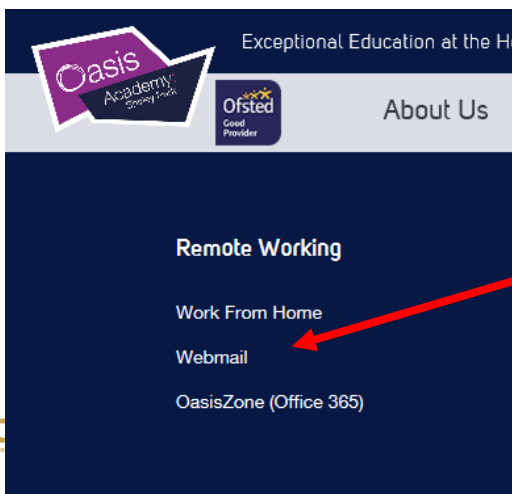 Exceptional Education at the H
Oasis
Academy:
Ofsted
Good
Provider
About Us
Remote Working
Work From Home
Webmail
OasisZone (Office 365)